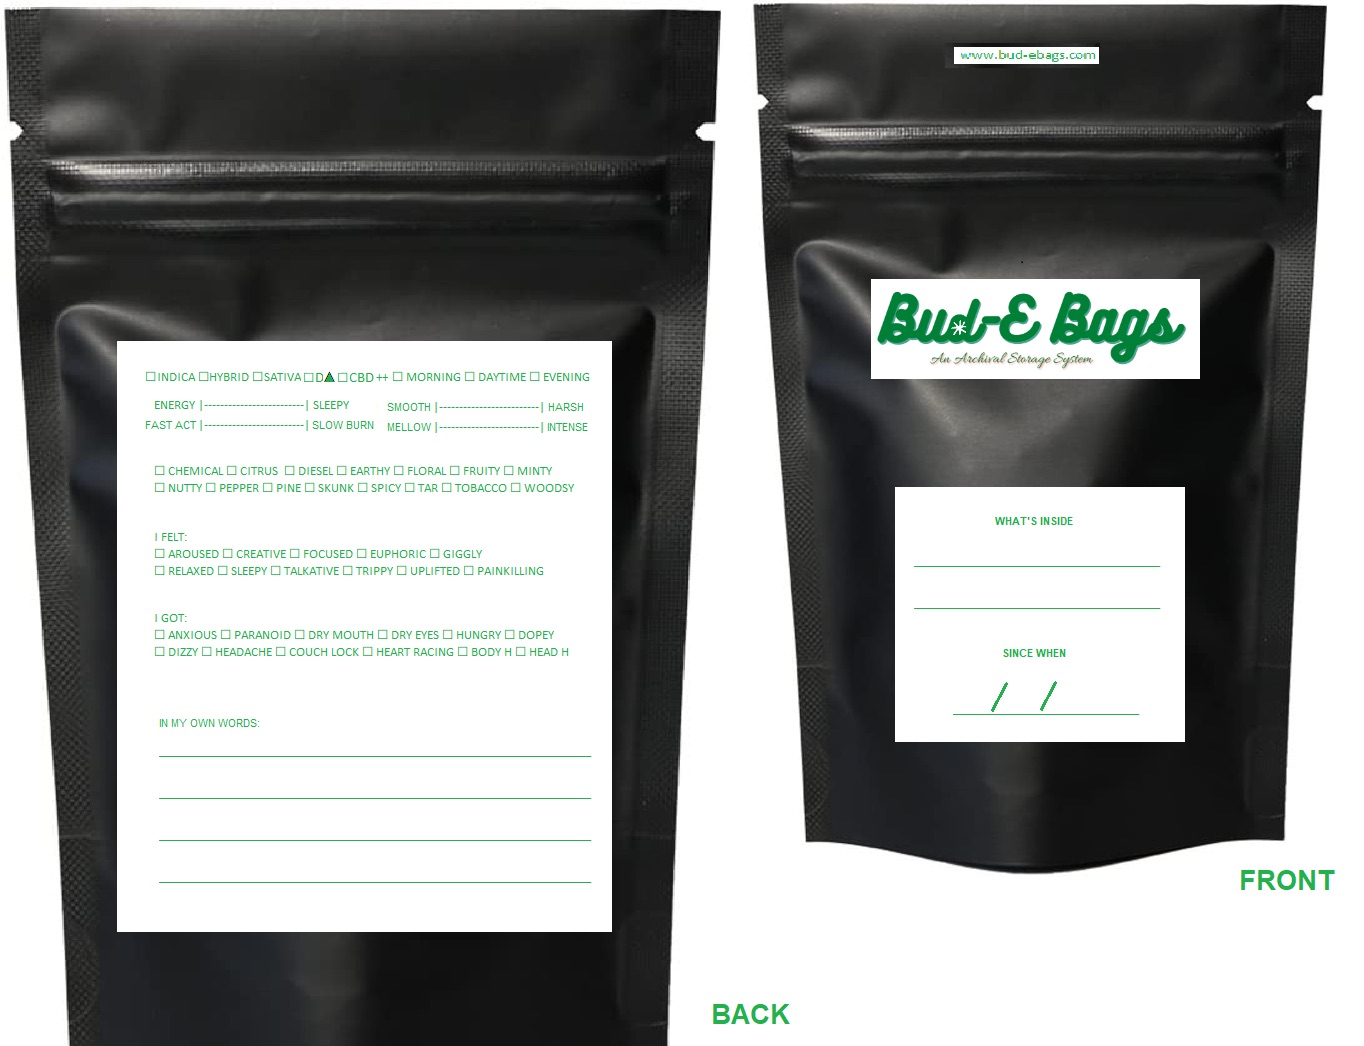 ☐INDICA ☐HYBRID ☐SATIVA ☐D▲ ☐CBD ++ ☐ MORNING ☐ DAYTIME ☐ EVENING
ENERGY |-------------------------| SLEEPY SMOOTH |-------------------------| HARSH
FAST ACT |-------------------------| SLOW BURN MELLOW |-------------------------| INTENSE
☐ CHEMICAL ☐ CITRUS ☐ DIESEL ☐ EARTHY ☐ FLORAL ☐ FRUITY ☐ MINTY
☐ NUTTY ☐ PEPPER ☐ PINE ☐ SKUNK ☐ SPICY ☐ TAR ☐ TOBACCO ☐ WOODSY
I FELT:
☐ AROUSED ☐ CREATIVE ☐ FOCUSED ☐ EUPHORIC ☐ GIGGLY
☐ RELAXED ☐ SLEEPY ☐ TALKATIVE ☐ TRIPPY ☐ UPLIFTED ☐ PAINKILLING
I GOT:
☐ ANXIOUS ☐ PARANOID ☐ DRY MOUTH ☐ DRY EYES ☐ HUNGRY ☐ DOPEY
☐ DIZZY ☐ HEADACHE ☐ COUCH LOCK ☐ HEART RACING ☐ BODY H ☐ HEAD H
IN MY OWN WORDS:
BACK
www.bud-ebags.com
Bud-E Bags
An Archival Storage System
WHAT'S INSIDE
SINCE WHEN
/ /
FRONT